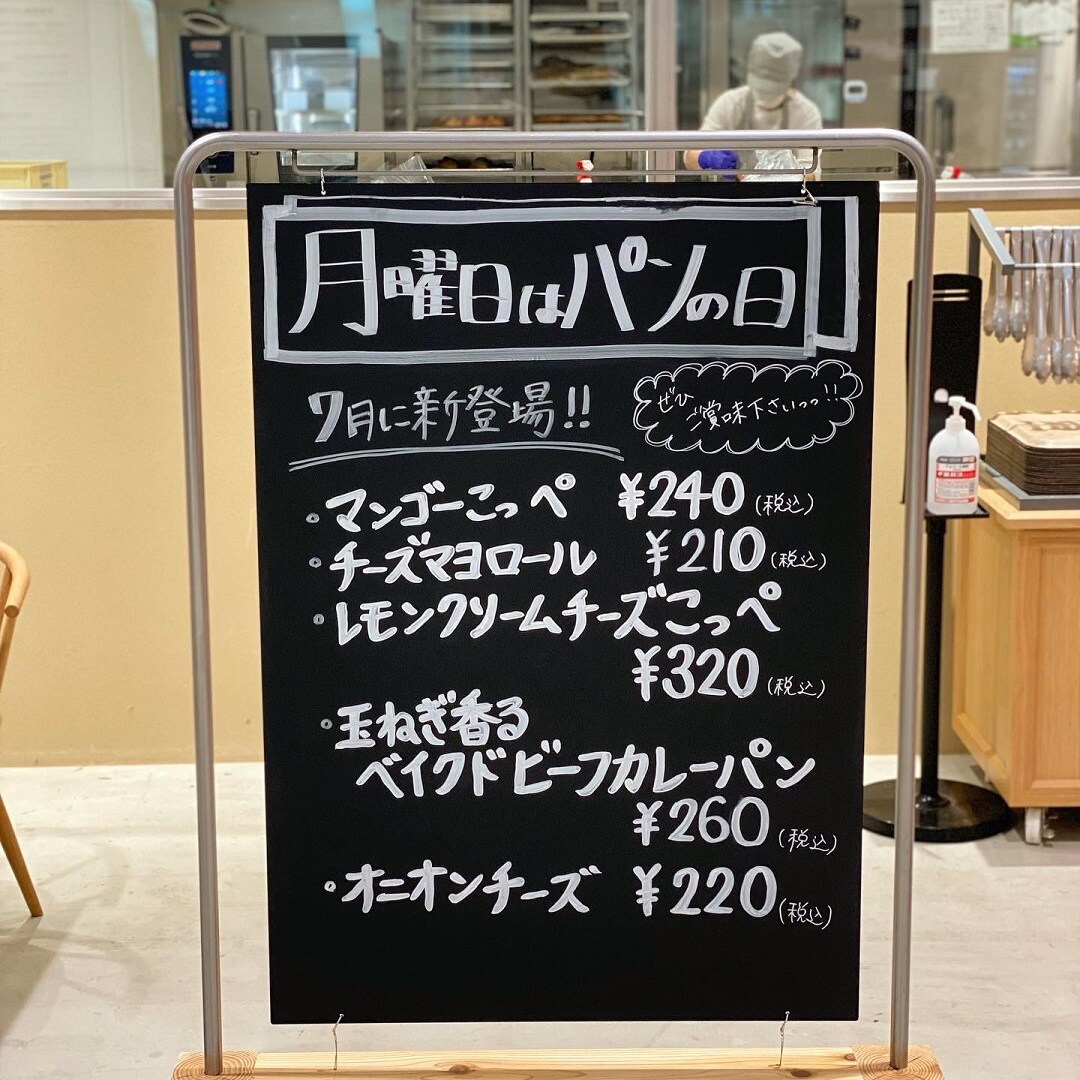 月曜日はパンの日
7月に新登場!!
ぜひ
ご賞味下さいっっ!!
。マンゴーこっぺ ¥240(税込)
。チーズマヨロール ¥210(税込)
。レモンクリームチーズこっぺ
¥320(税込)
。玉ねぎ香る
ベイクドビーフカレーパン
¥260(税込)
。オニオンチーズ ¥220(税込)